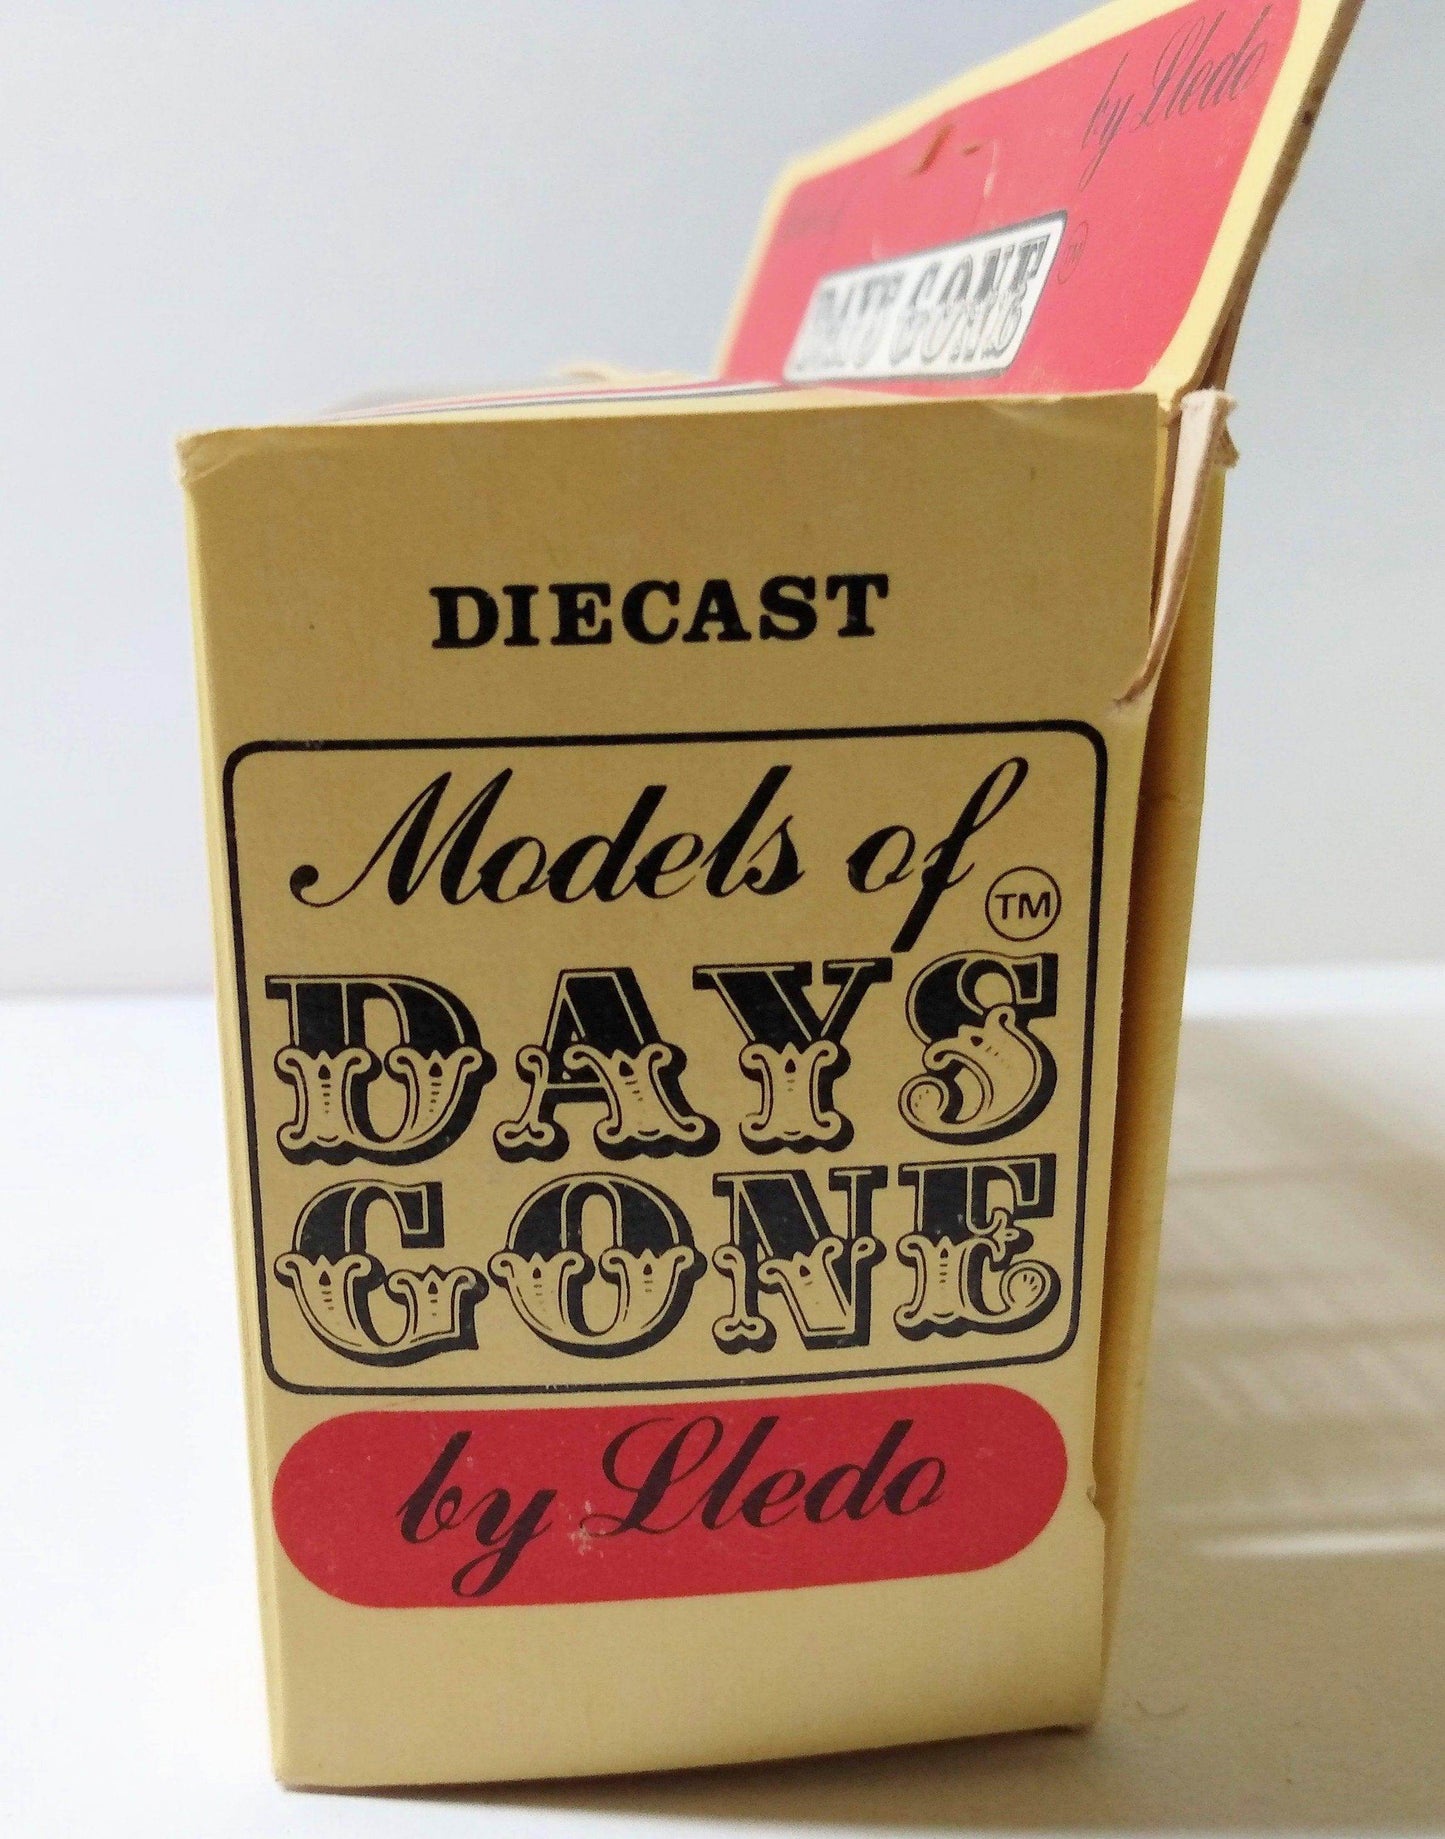 by Lledo
DAYS GONE
DIECAST
Models of
TM
DAYS
GONE
by Lledo